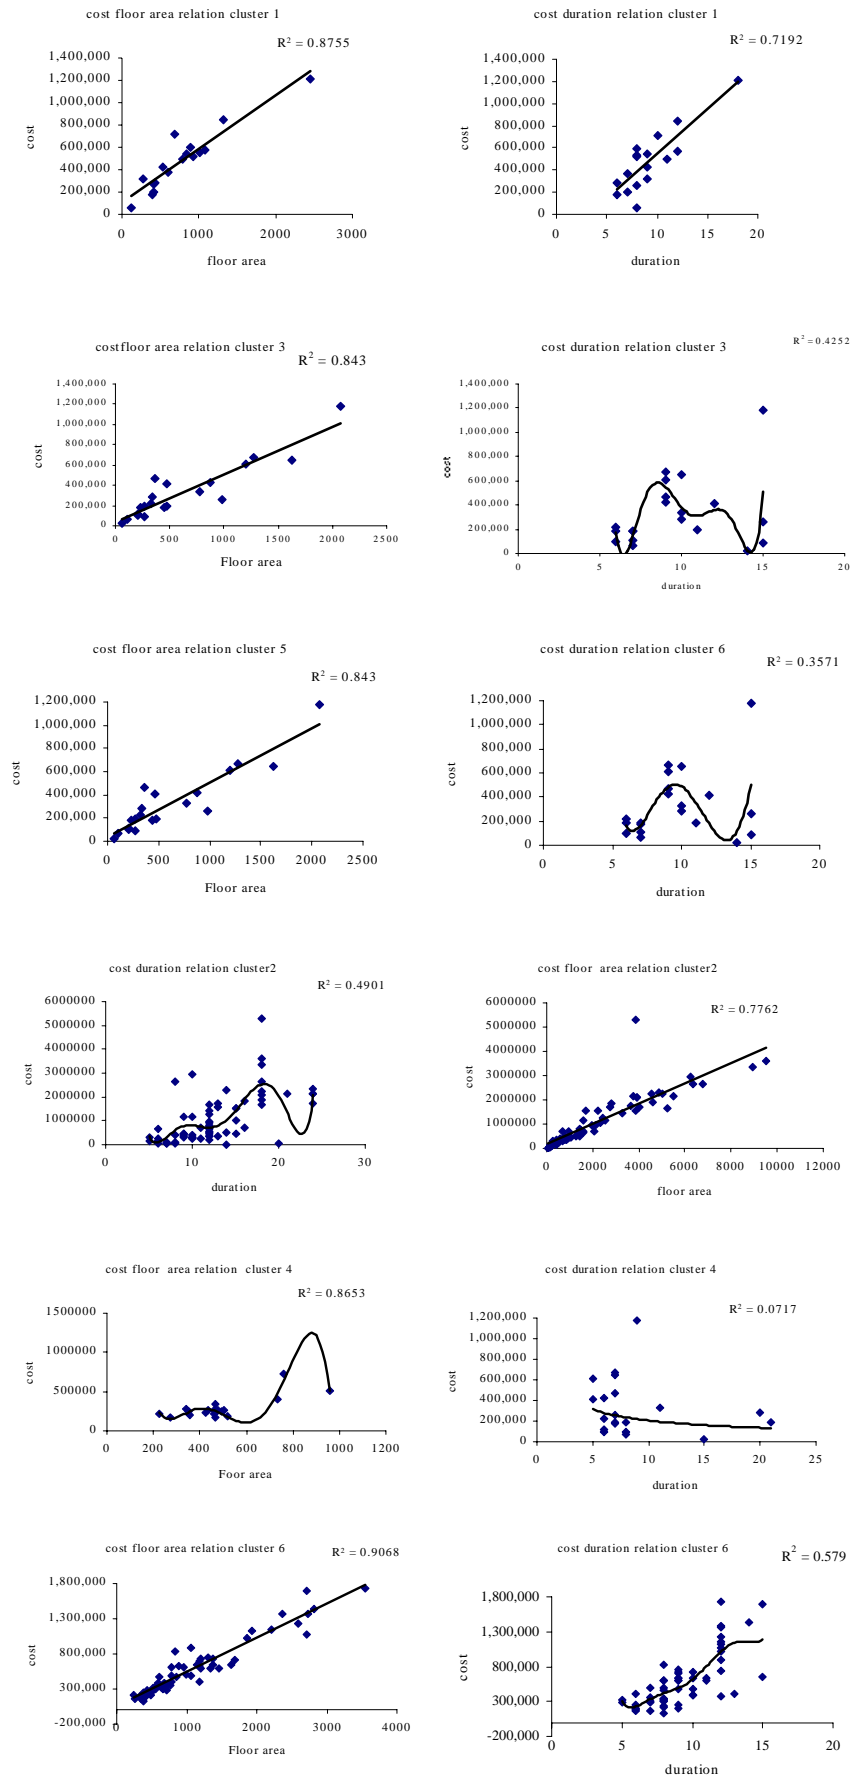 cost floor area relation cluster 1
R² = 0.8755
1,400,000
1,200,000
1,000,000
800,000
600,000
400,000
200,000
0
cost
0 1000 2000 3000
floor area
cost duration relation cluster 1
R² = 0.7192
1,400,000
1,200,000
1,000,000
800,000
600,000
400,000
200,000
0
cost
0 5 10 15 20
duration
costfloor area relation cluster 3
R² = 0.843
1,400,000
1,200,000
1,000,000
800,000
600,000
400,000
200,000
0
cost
0 500 1000 1500 2000 2500
Floor area
cost duration relation cluster 3
R² = 0.4252
1,400,000
1,200,000
1,000,000
800,000
600,000
400,000
200,000
0
cost
0 5 10 15 20
duration
cost floor area relation cluster 5
R² = 0.843
1,200,000
1,000,000
800,000
600,000
400,000
200,000
0
cost
0 500 1000 1500 2000 2500
Floor area
cost duration relation cluster 6
R² = 0.3571
1,200,000
1,000,000
800,000
600,000
400,000
200,000
0
cost
0 5 10 15 20
duration
cost duration relation cluster2
R² = 0.4901
6000000
5000000
4000000
3000000
2000000
1000000
0
cost
0 10 20 30
duration
cost floor area relation cluster2
R² = 0.7762
6000000
5000000
4000000
3000000
2000000
1000000
0
cost
0 2000 4000 6000 8000 10000 12000
floor area
cost floor area relation cluster 4
R² = 0.8653
1500000
1000000
500000
0
cost
0 200 400 600 800 1000 1200
Foor area
cost duration relation cluster 4
R² = 0.0717
1,200,000
1,000,000
800,000
600,000
400,000
200,000
0
cost
0 5 10 15 20 25
duration
cost floor area relation cluster 6
R² = 0.9068
1,800,000
1,300,000
800,000
300,000
-200,000
cost
0 1000 2000 3000 4000
Floor area
cost duration relation cluster 6
R² = 0.579
1,800,000
1,300,000
800,000
300,000
-200,000
cost
0 5 10 15 20
duration